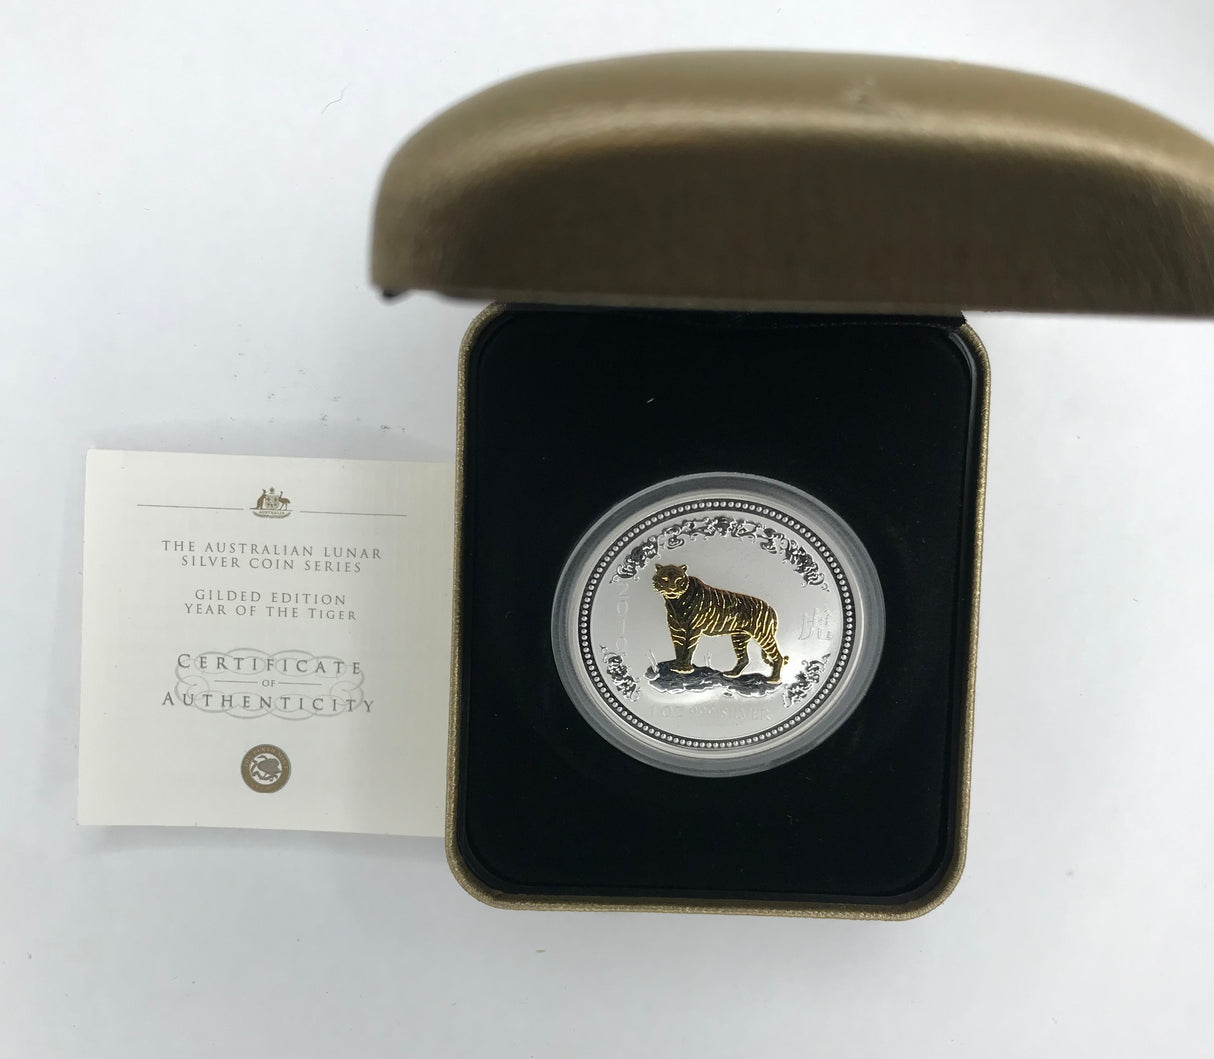 AUSTRALIA
THE AUSTRALIAN LUNAR
SILVER COIN SERIES
GILDED EDITION
YEAR OF THE TIGER
CERTIFICATE
OF
AUTHENTICITY
2010
虎
1 OZ 999 SILVER